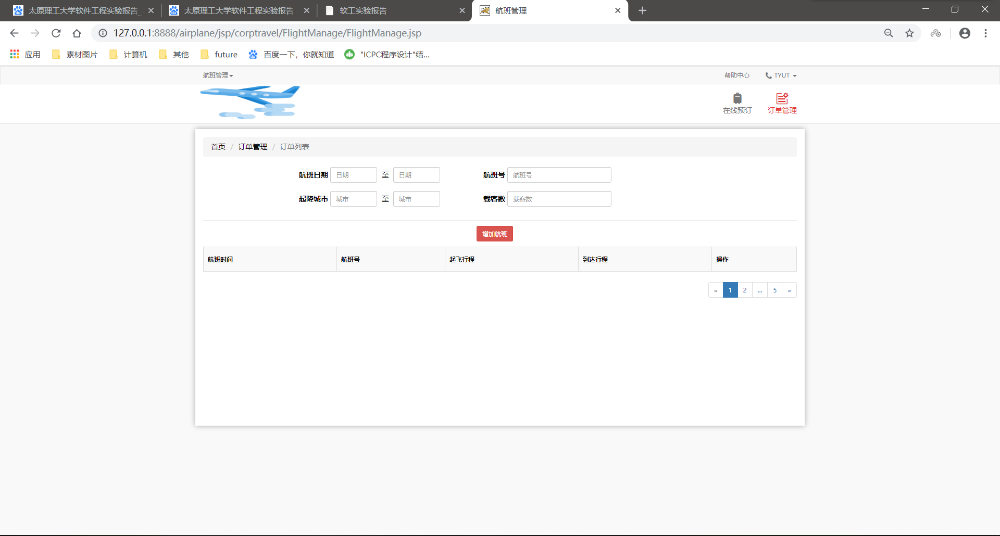 太原理工大学软件工程实验报告_
太原理工大学软件工程实验报告
软工实验报告
航班管理
127.0.0.1:8888/airplane/jsp/corptravel/FlightManage/FlightManage.jsp
应用 素材图片 计算机 其他 future 百度一下，你就知道 "ICPC程序设计"结...
航班管理 帮助中心 TYUT
在线预订 订单管理
首页 / 订单管理 / 订单列表
航班日期 日期 至 日期 航班号 航班号
起降城市 城市 至 城市 载客数 载客数
增加航班
航班时间 航班号 起飞行程 到达行程 操作
« 1 2 ... 5 »